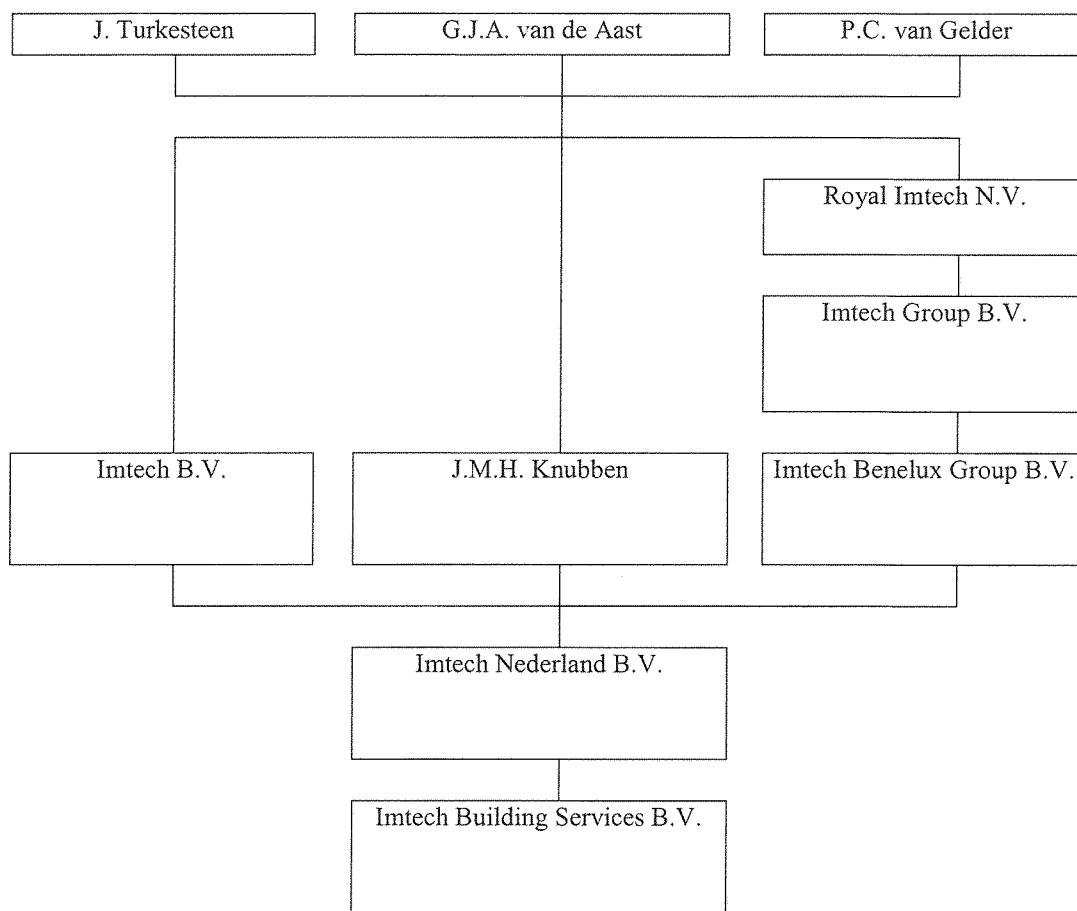 J. Turkesteen
G.J.A. van de Aast
P.C. van Gelder
Royal Imtech N.V.
Imtech Group B.V.
Imtech B.V.
J.M.H. Knubben
Imtech Benelux Group B.V.
Imtech Nederland B.V.
Imtech Building Services B.V.